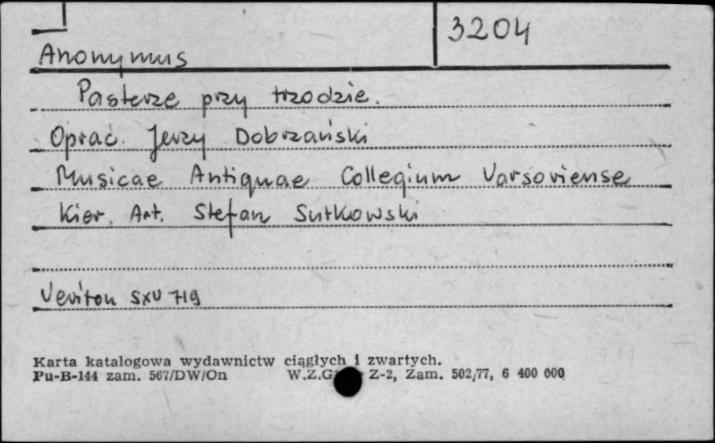 3204
Anonymus
Pasterze przy trzodzie.
Oprac. Jerzy Dobrzański
Musicae Antiquae Collegium Varsoviense
Kier. Art. Stefan Sutkowski
Veriton SXV 719
Karta katalogowa wydawnictw ciągłych i zwartych.
Pu-B-144 zam. 567/DW/On W.Z.G Z-2, Zam. 502/77, 6 400 000